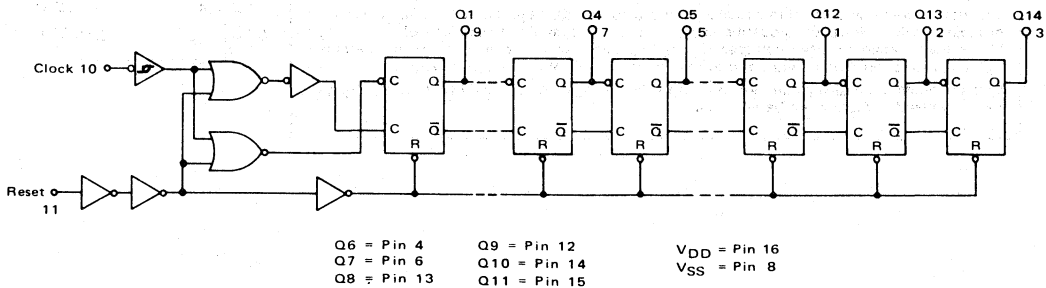 Q1 Q4 Q5 Q12 Q13 Q14
9 7 5 1 2 3
Clock 10
C Q C Q C Q C Q C Q C Q
C Q̅ C Q̅ C Q̅ C Q̅ C Q̅ C Q̅
R R R R R R
Reset
11
Q6 = Pin 4 Q9 = Pin 12 VDD = Pin 16
Q7 = Pin 6 Q10 = Pin 14 VSS = Pin 8
Q8 = Pin 13 Q11 = Pin 15